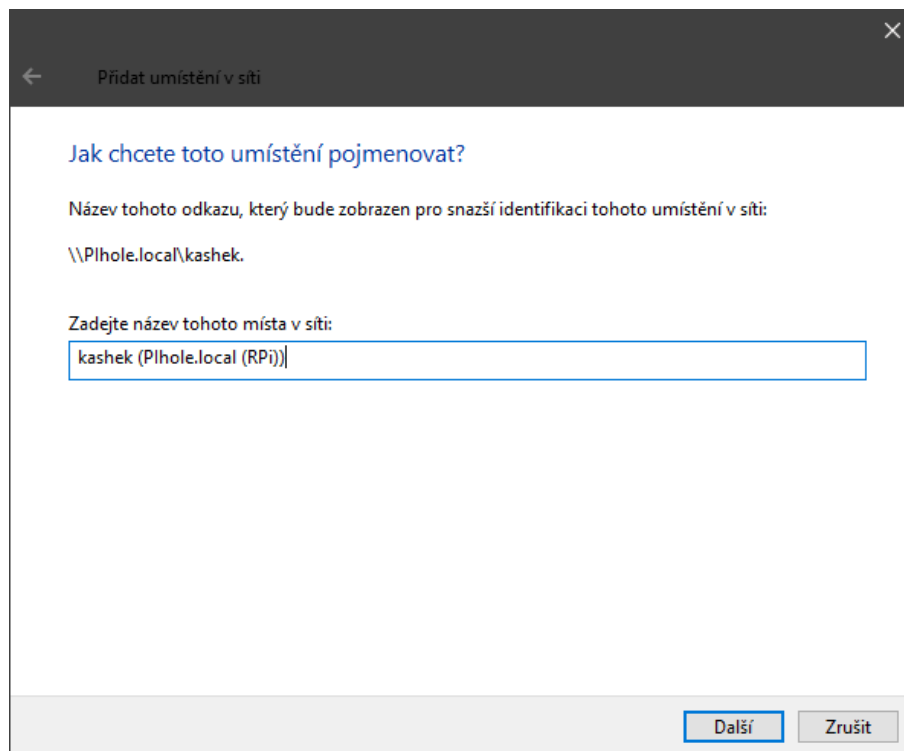 Přidat umístění v síti
Jak chcete toto umístění pojmenovat?
Název tohoto odkazu, který bude zobrazen pro snazší identifikaci tohoto umístění v síti:
\\PIhole.local\kashek.
Zadejte název tohoto místa v síti:
kashek (PIhole.local (RPi))
Další
Zrušit